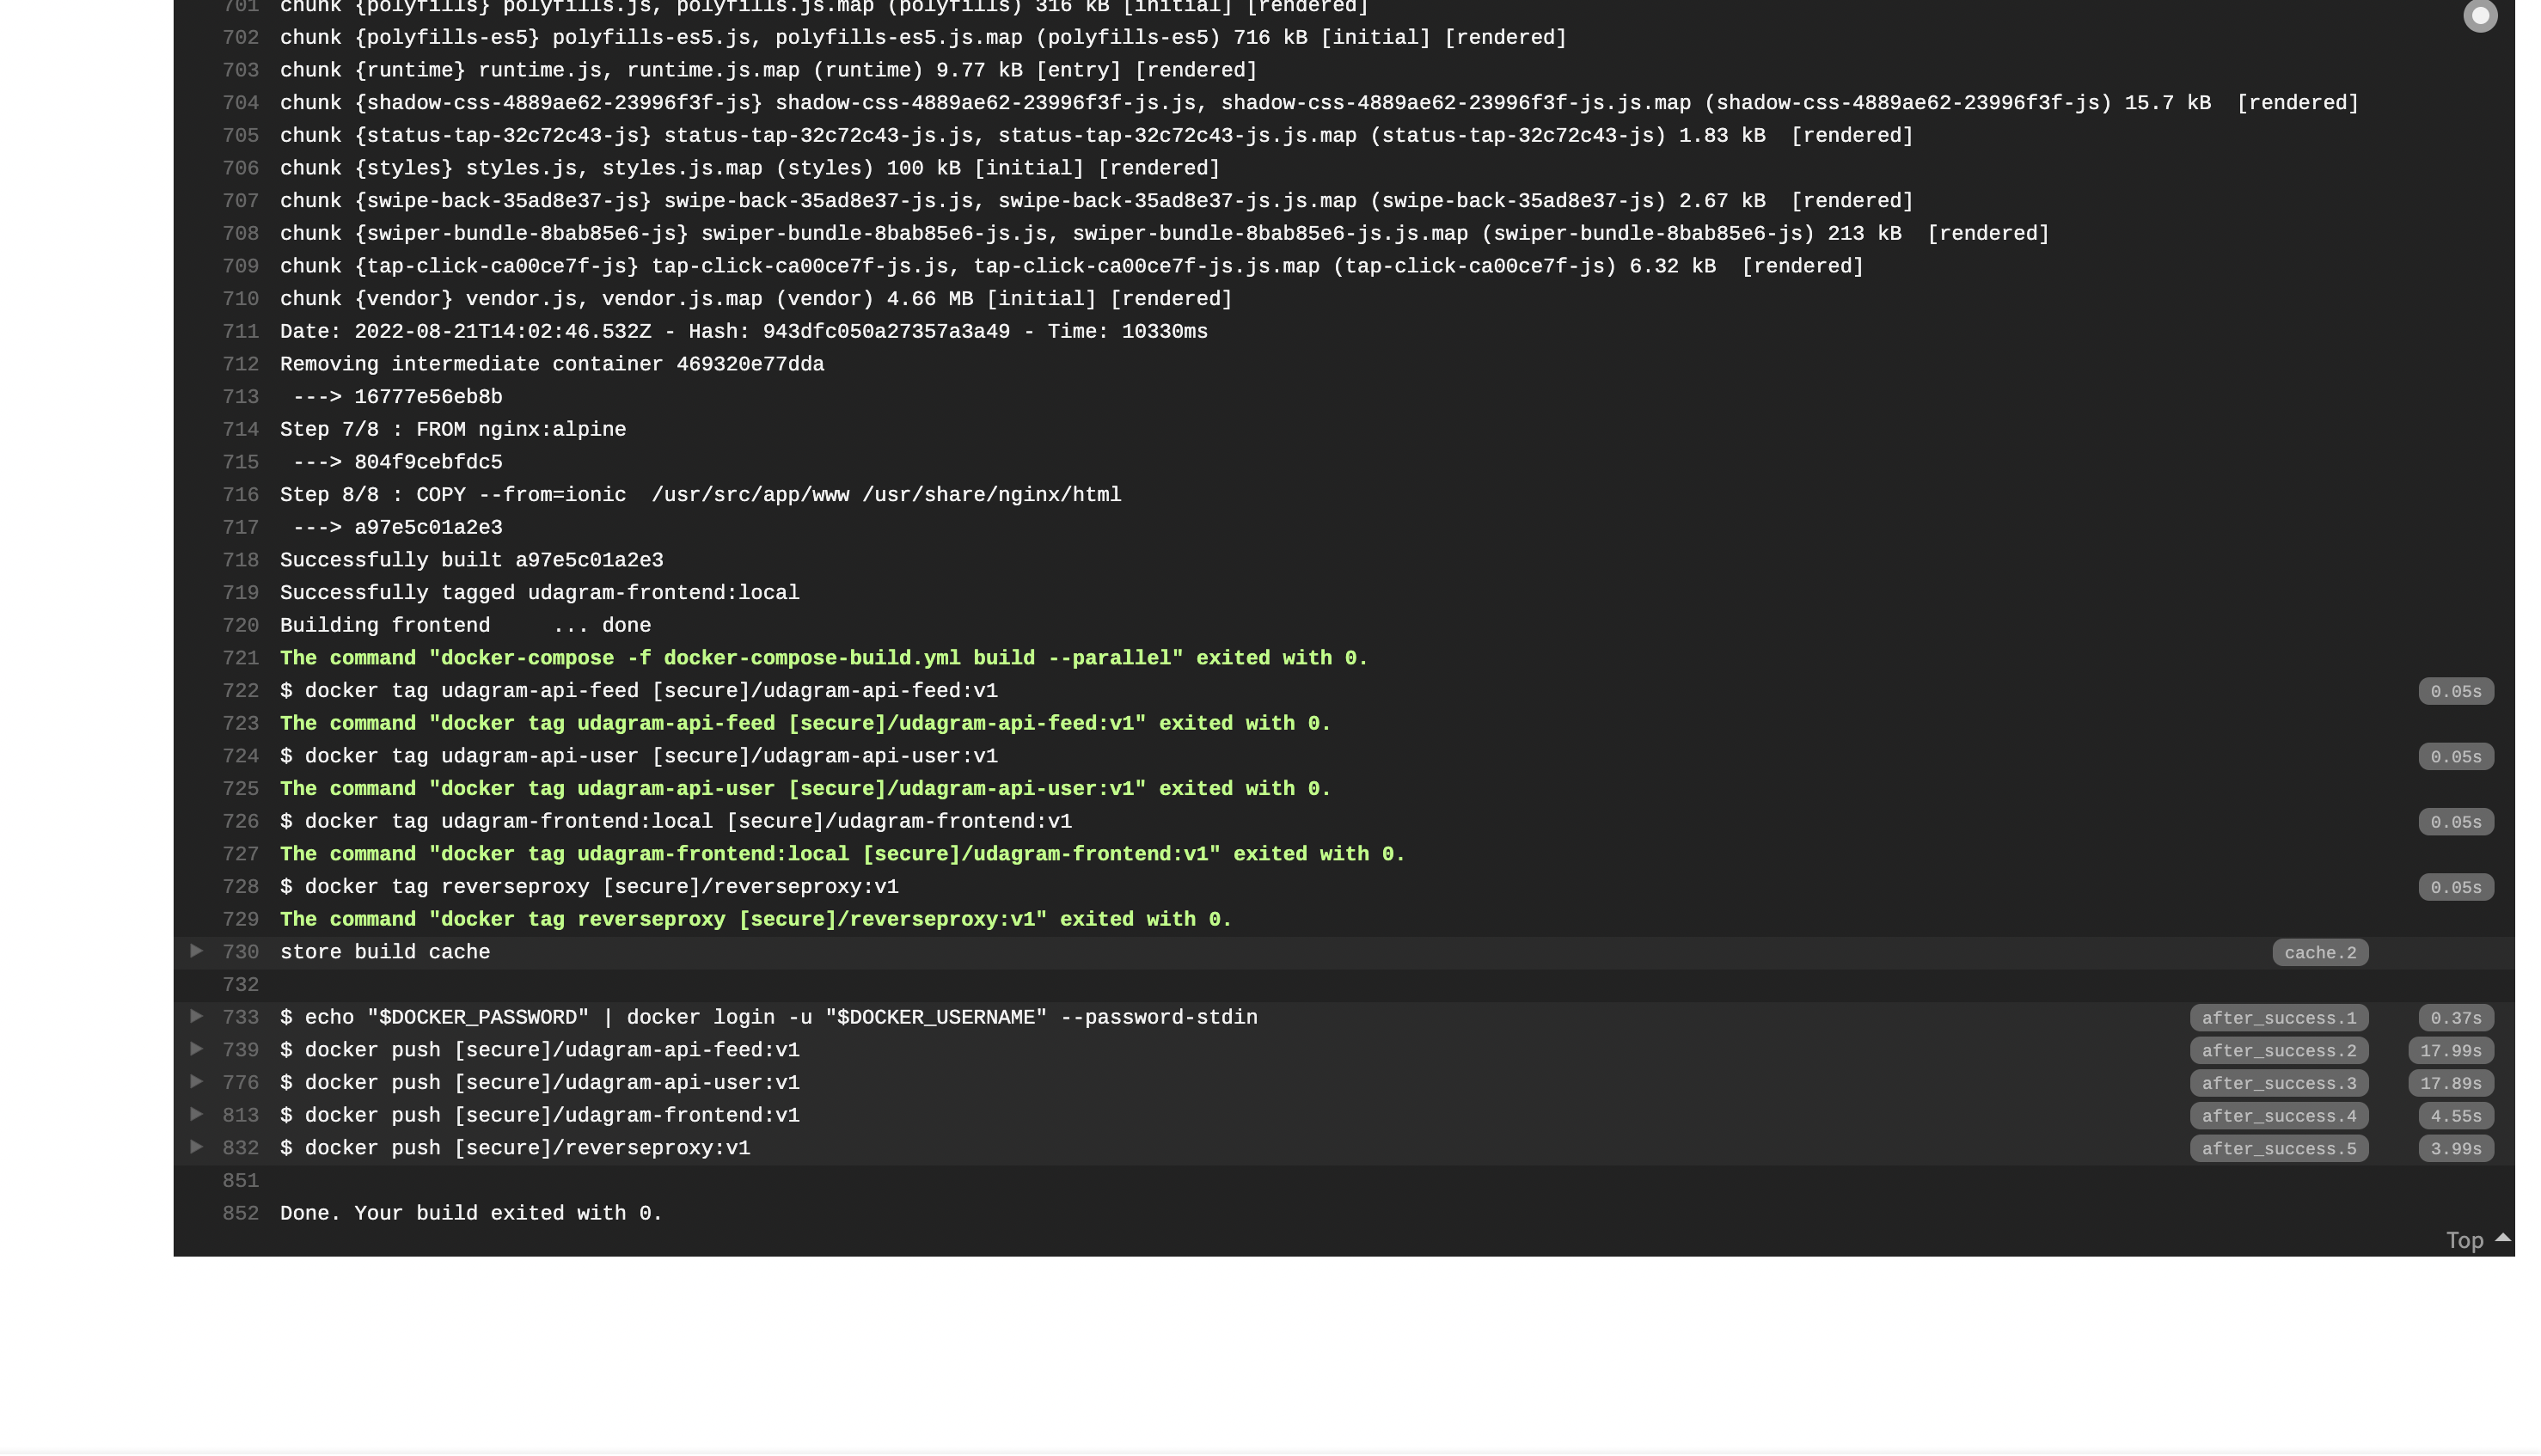 701 chunk {polyfills} polyfills.js, polyfills.js.map (polyfills) 316 kB [initial] [rendered]
702 chunk {polyfills-es5} polyfills-es5.js, polyfills-es5.js.map (polyfills-es5) 716 kB [initial] [rendered]
703 chunk {runtime} runtime.js, runtime.js.map (runtime) 9.77 kB [entry] [rendered]
704 chunk {shadow-css-4889ae62-23996f3f-js} shadow-css-4889ae62-23996f3f-js.js, shadow-css-4889ae62-23996f3f-js.js.map (shadow-css-4889ae62-23996f3f-js) 15.7 kB  [rendered]
705 chunk {status-tap-32c72c43-js} status-tap-32c72c43-js.js, status-tap-32c72c43-js.js.map (status-tap-32c72c43-js) 1.83 kB  [rendered]
706 chunk {styles} styles.js, styles.js.map (styles) 100 kB [initial] [rendered]
707 chunk {swipe-back-35ad8e37-js} swipe-back-35ad8e37-js.js, swipe-back-35ad8e37-js.js.map (swipe-back-35ad8e37-js) 2.67 kB  [rendered]
708 chunk {swiper-bundle-8bab85e6-js} swiper-bundle-8bab85e6-js.js, swiper-bundle-8bab85e6-js.js.map (swiper-bundle-8bab85e6-js) 213 kB  [rendered]
709 chunk {tap-click-ca00ce7f-js} tap-click-ca00ce7f-js.js, tap-click-ca00ce7f-js.js.map (tap-click-ca00ce7f-js) 6.32 kB  [rendered]
710 chunk {vendor} vendor.js, vendor.js.map (vendor) 4.66 MB [initial] [rendered]
711 Date: 2022-08-21T14:02:46.532Z - Hash: 943dfc050a27357a3a49 - Time: 10330ms
712 Removing intermediate container 469320e77dda
713  ---> 16777e56eb8b
714 Step 7/8 : FROM nginx:alpine
715  ---> 804f9cebfdc5
716 Step 8/8 : COPY --from=ionic  /usr/src/app/www /usr/share/nginx/html
717  ---> a97e5c01a2e3
718 Successfully built a97e5c01a2e3
719 Successfully tagged udagram-frontend:local
720 Building frontend     ... done
721 The command "docker-compose -f docker-compose-build.yml build --parallel" exited with 0.
722 $ docker tag udagram-api-feed [secure]/udagram-api-feed:v1 0.05s
723 The command "docker tag udagram-api-feed [secure]/udagram-api-feed:v1" exited with 0.
724 $ docker tag udagram-api-user [secure]/udagram-api-user:v1 0.05s
725 The command "docker tag udagram-api-user [secure]/udagram-api-user:v1" exited with 0.
726 $ docker tag udagram-frontend:local [secure]/udagram-frontend:v1 0.05s
727 The command "docker tag udagram-frontend:local [secure]/udagram-frontend:v1" exited with 0.
728 $ docker tag reverseproxy [secure]/reverseproxy:v1 0.05s
729 The command "docker tag reverseproxy [secure]/reverseproxy:v1" exited with 0.
730 store build cache cache.2
732
733 $ echo "$DOCKER_PASSWORD" | docker login -u "$DOCKER_USERNAME" --password-stdin after_success.1 0.37s
739 $ docker push [secure]/udagram-api-feed:v1 after_success.2 17.99s
776 $ docker push [secure]/udagram-api-user:v1 after_success.3 17.89s
813 $ docker push [secure]/udagram-frontend:v1 after_success.4 4.55s
832 $ docker push [secure]/reverseproxy:v1 after_success.5 3.99s
851
852 Done. Your build exited with 0.
Top